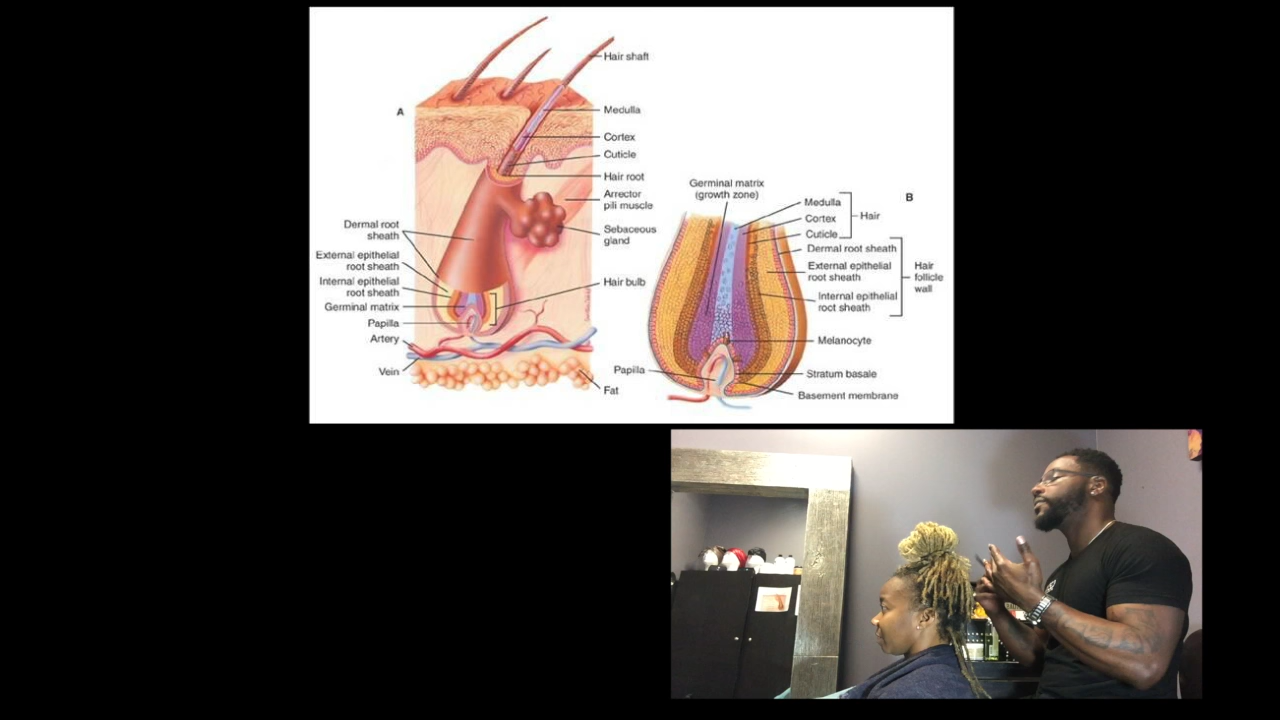 A
Hair shaft
Medulla
Cortex
Cuticle
Hair root
Arrector
pili muscle
Sebaceous
gland
Hair bulb
Fat
Dermal root
sheath
External epithelial
root sheath
Internal epithelial
root sheath
Germinal matrix
Papilla
Artery
Vein
B
Germinal matrix
(growth zone)
Medulla
Cortex
Cuticle
Hair
Dermal root sheath
External epithelial
root sheath
Internal epithelial
root sheath
Hair
follicle
wall
Melanocyte
Papilla
Stratum basale
Basement membrane